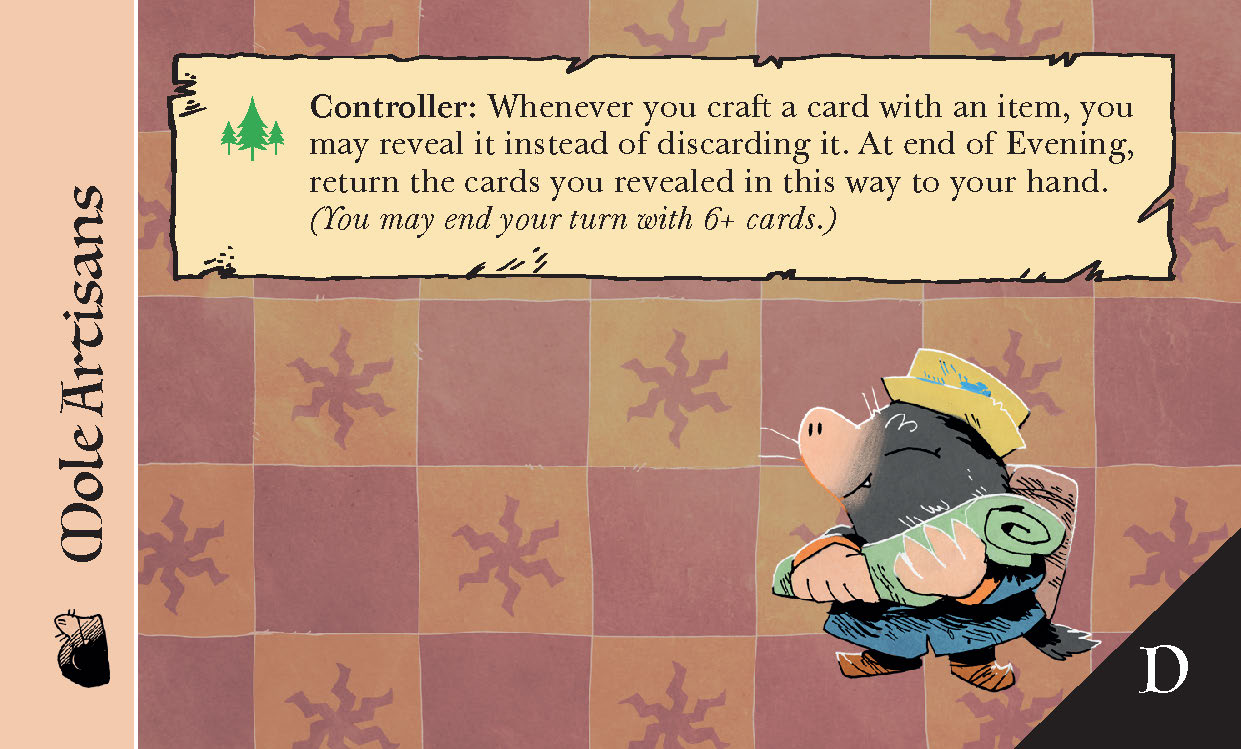 Mole Artisans
Controller: Whenever you craft a card with an item, you
may reveal it instead of discarding it. At end of Evening,
return the cards you revealed in this way to your hand.
(You may end your turn with 6+ cards.)
D